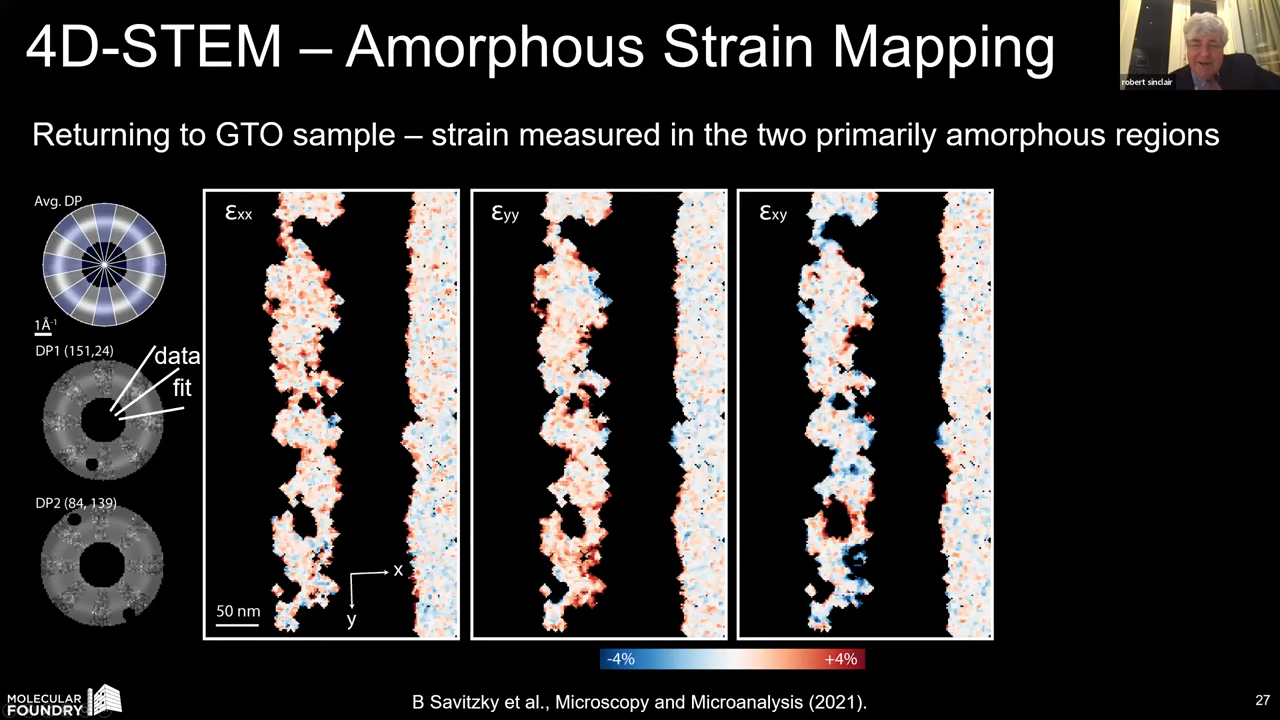 4D-STEM – Amorphous Strain Mapping
robert sinclair
Returning to GTO sample – strain measured in the two primarily amorphous regions
Avg. DP
1Å⁻¹
DP1 (151,24)
data
fit
DP2 (84, 139)
εxx
x
y
50 nm
εyy
εxy
-4%
+4%
MOLECULAR
FOUNDRY
B Savitzky et al., Microscopy and Microanalysis (2021).
27